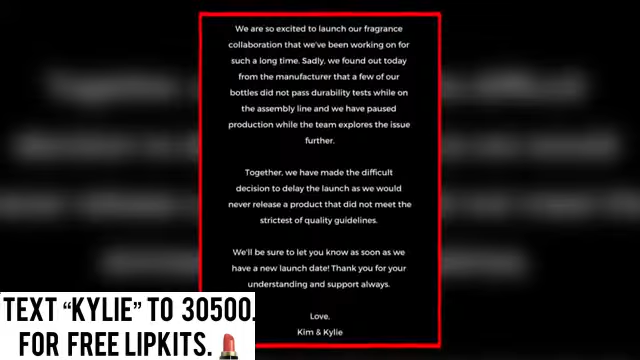 We are so excited to launch our fragrance
collaboration that we've been working on for
such a long time. Sadly, we found out today
from the manufacturer that a few of our
bottles did not pass durability tests while on
the assembly line and we have paused
production while the team explores the issue
further.
Together, we have made the difficult
decision to delay the launch as we would
never release a product that did not meet the
strictest of quality guidelines.
We'll be sure to let you know as soon as we
have a new launch date! Thank you for your
understanding and support always.
Love,
Kim & Kylie
TEXT “KYLIE” TO 30500.
FOR FREE LIPKITS.💄